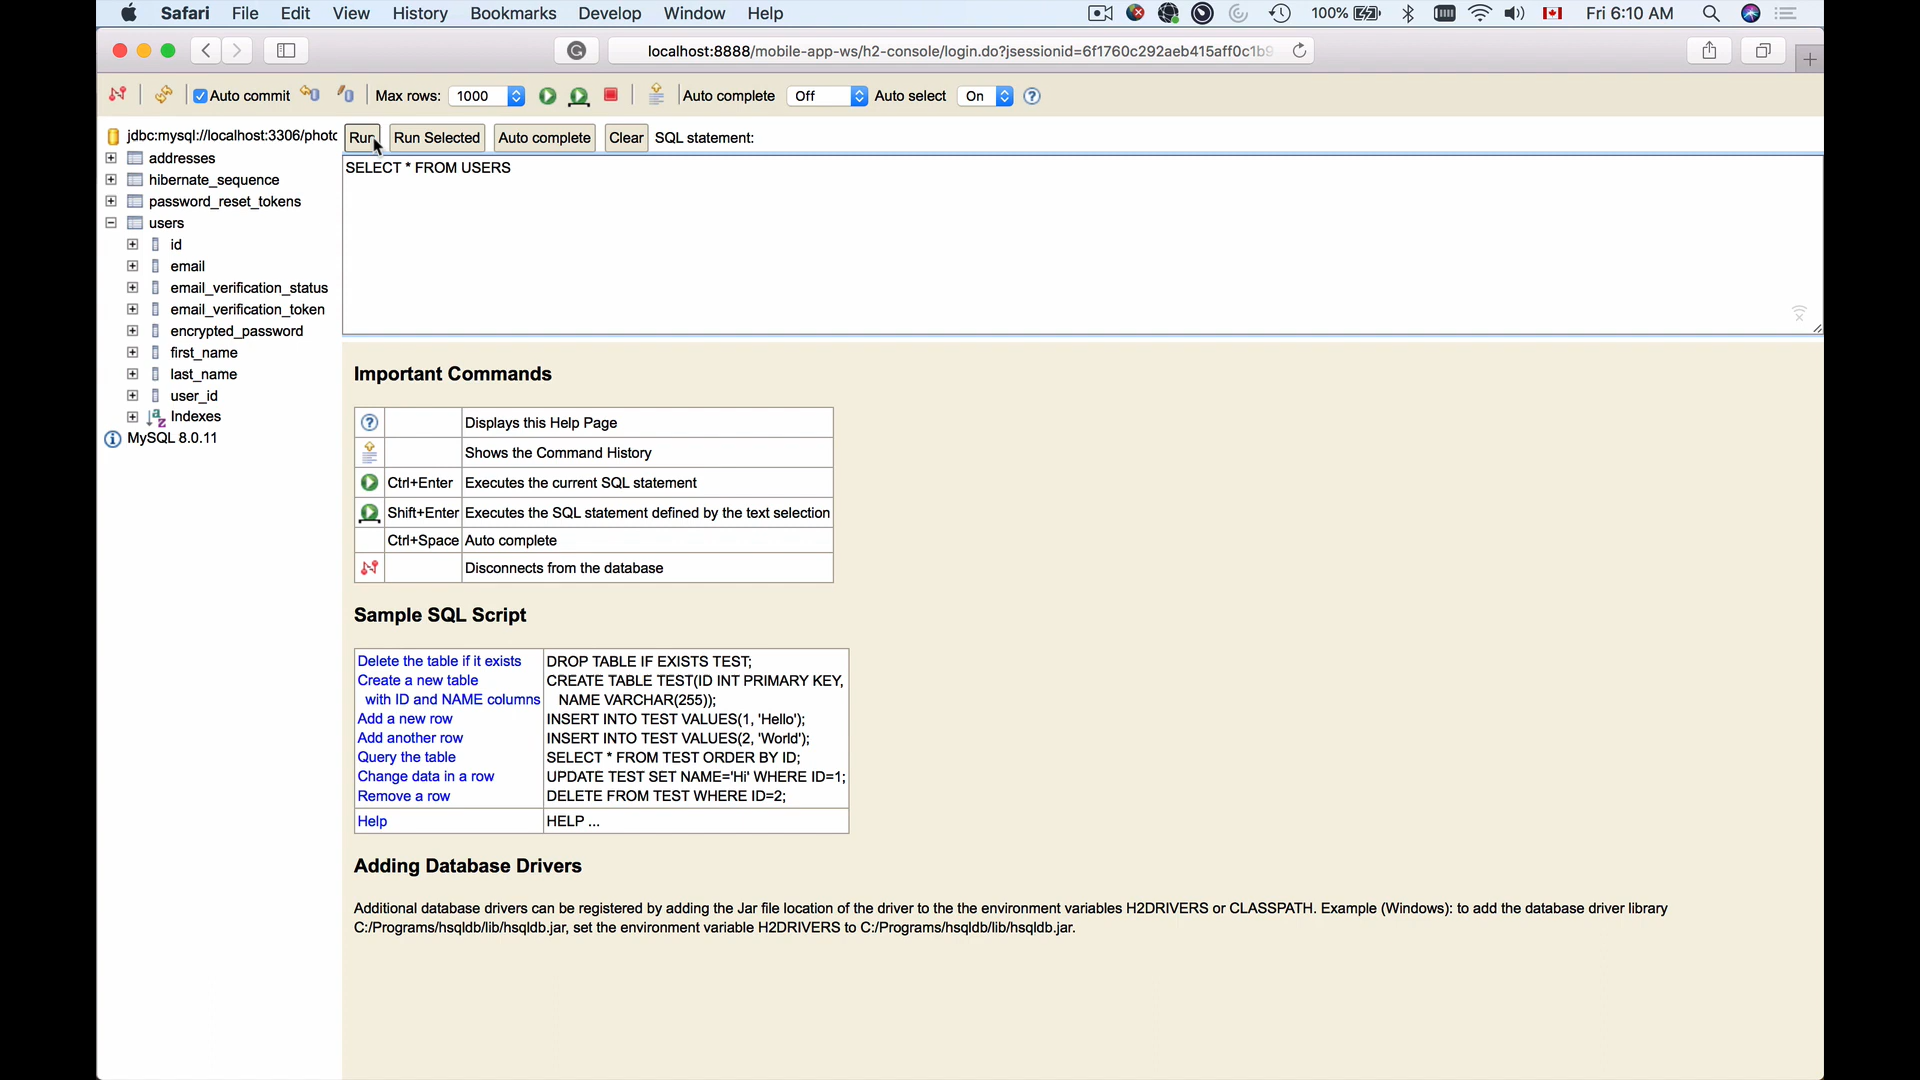 Safari File Edit View History Bookmarks Develop Window Help 100% Fri 6:10 AM
localhost:8888/mobile-app-ws/h2-console/login.do?jsessionid=6f1760c292aeb415aff0c1b9
Auto commit Max rows: 1000 Auto complete Off Auto select On
jdbc:mysql://localhost:3306/photo
addresses
hibernate_sequence
password_reset_tokens
users
id
email
email_verification_status
email_verification_token
encrypted_password
first_name
last_name
user_id
Indexes
MySQL 8.0.11
Run Run Selected Auto complete Clear SQL statement:
SELECT * FROM USERS
Important Commands
Displays this Help Page
Shows the Command History
Ctrl+Enter Executes the current SQL statement
Shift+Enter Executes the SQL statement defined by the text selection
Ctrl+Space Auto complete
Disconnects from the database
Sample SQL Script
Delete the table if it exists DROP TABLE IF EXISTS TEST;
Create a new table CREATE TABLE TEST(ID INT PRIMARY KEY,
with ID and NAME columns NAME VARCHAR(255));
Add a new row INSERT INTO TEST VALUES(1, 'Hello');
Add another row INSERT INTO TEST VALUES(2, 'World');
Query the table SELECT * FROM TEST ORDER BY ID;
Change data in a row UPDATE TEST SET NAME='Hi' WHERE ID=1;
Remove a row DELETE FROM TEST WHERE ID=2;
Help HELP ...
Adding Database Drivers
Additional database drivers can be registered by adding the Jar file location of the driver to the the environment variables H2DRIVERS or CLASSPATH. Example (Windows): to add the database driver library
C:/Programs/hsqldb/lib/hsqldb.jar, set the environment variable H2DRIVERS to C:/Programs/hsqldb/lib/hsqldb.jar.